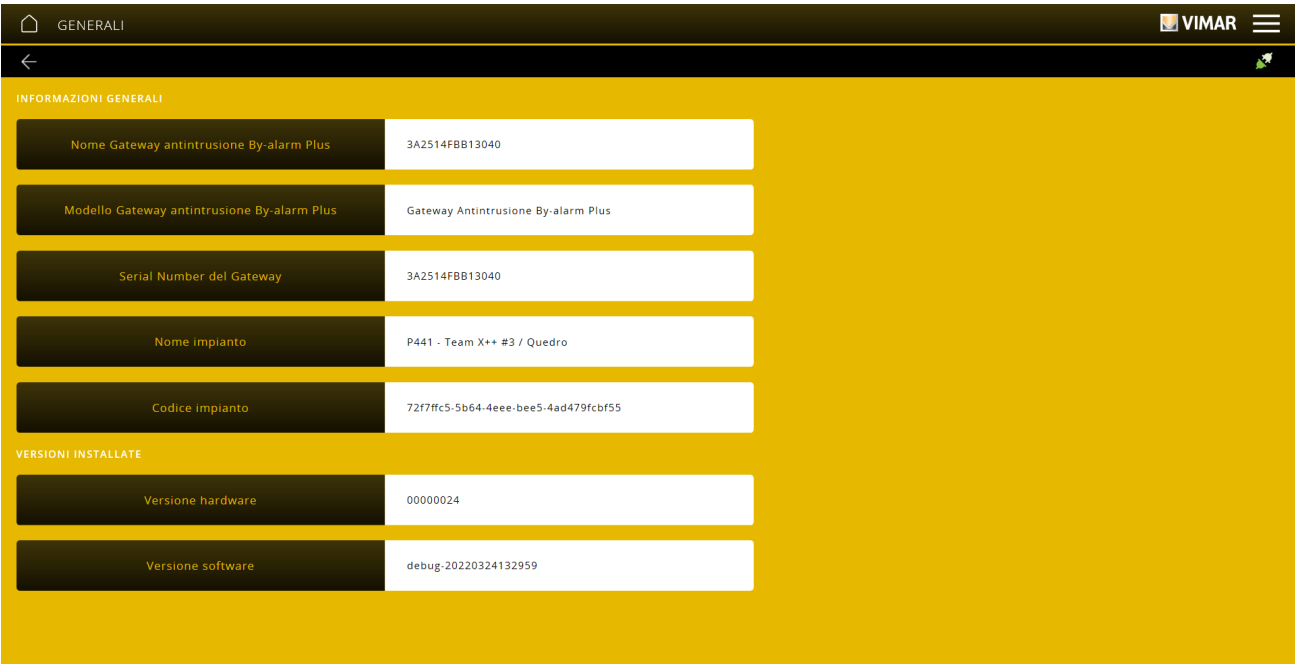 GENERALI
VIMAR
INFORMAZIONI GENERALI
Nome Gateway antintrusione By-alarm Plus
3A2514FBB13040
Modello Gateway antintrusione By-alarm Plus
Gateway Antintrusione By-alarm Plus
Serial Number del Gateway
3A2514FBB13040
Nome impianto
P441 - Team X++ #3 / Quedro
Codice impianto
72f7ffc5-5b64-4eee-bee5-4ad479fcbf55
VERSIONI INSTALLATE
Versione hardware
00000024
Versione software
debug-20220324132959